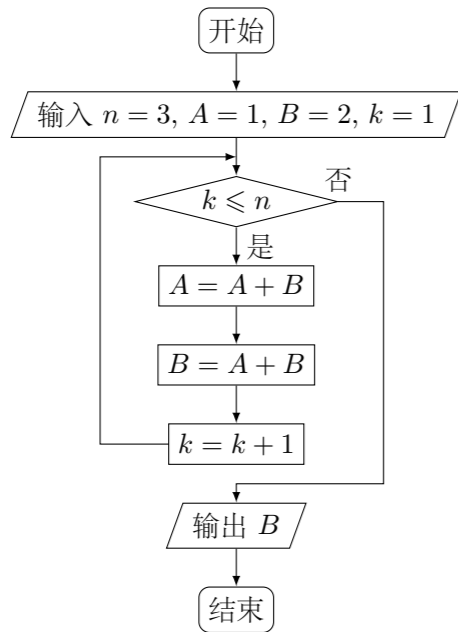 开始
输入 n = 3, A = 1, B = 2, k = 1
k ⩽ n
否
是
A = A + B
B = A + B
k = k + 1
输出 B
结束